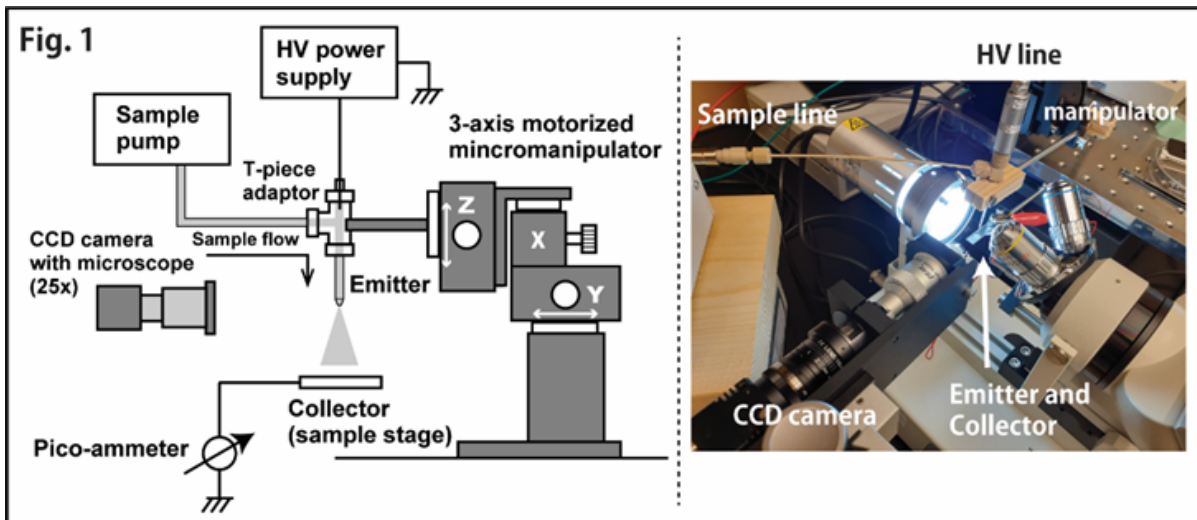 Fig. 1
HV power
supply
Sample
pump
T-piece
adaptor
3-axis motorized
mincromanipulator
Z
X
Y
Sample flow
CCD camera
with microscope
(25x)
Emitter
Collector
(sample stage)
Pico-ammeter
HV line
Sample line
manipulator
CCD camera
Emitter and
Collector